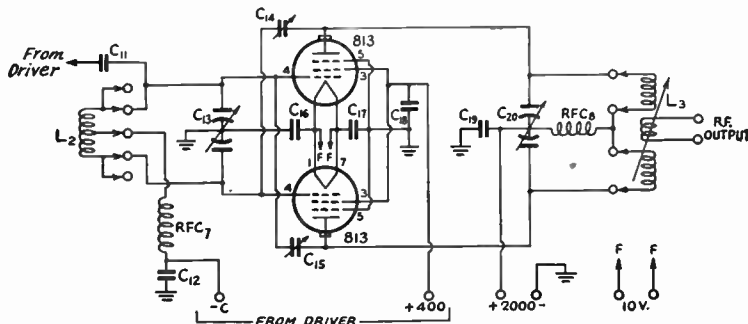 C14
813
From Driver
C11
5
3
4
L2
C13
C16
C17
C18
C19
C20
RFC8
L3
R.F. OUTPUT
F F
1 7
4
3
5
RFC7
813
C15
C12
-C
+400
+2000-
F F
10V.
FROM DRIVER